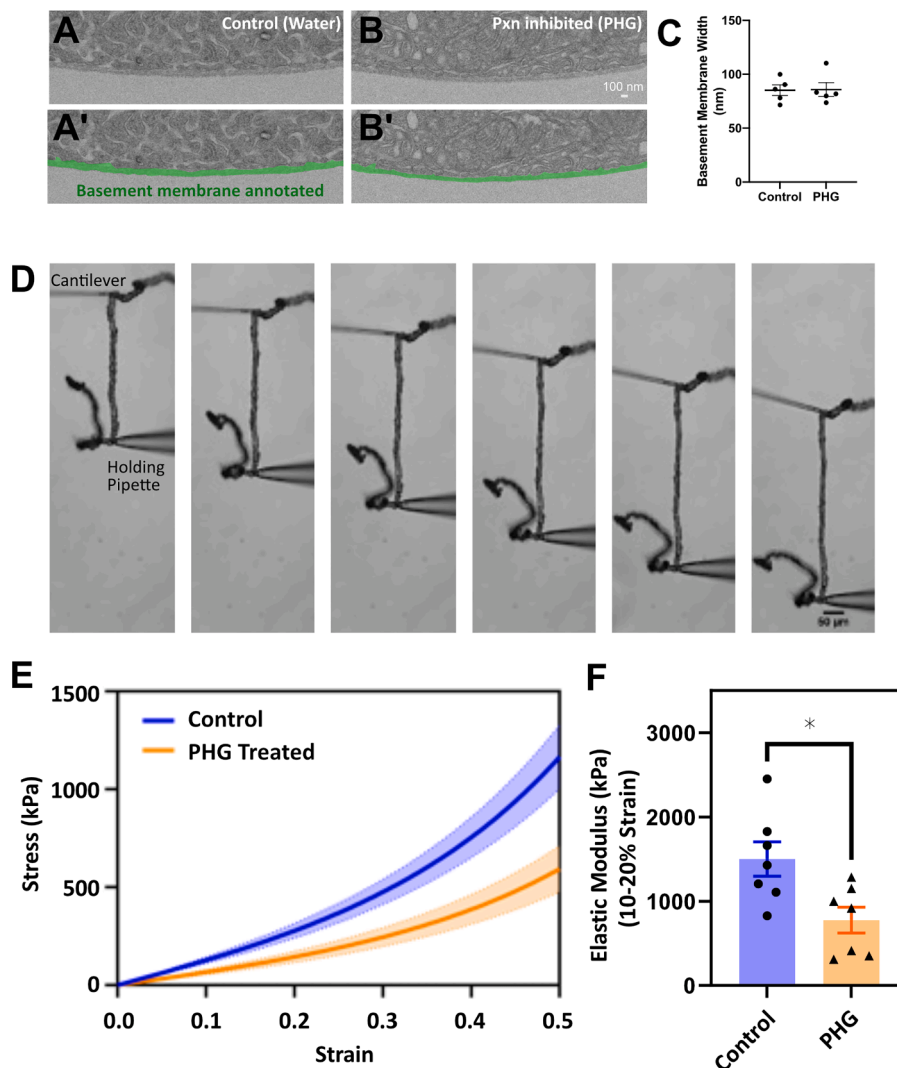 A
Control (Water)
B
Pxn inhibited (PHG)
100 nm
A'
Basement membrane annotated
B'
C
Basement Membrane Width
(nm)
150
100
50
0
Control
PHG
D
Cantilever
Holding
Pipette
50 µm
E
Stress (kPa)
1500
1000
500
0
Control
PHG Treated
0.0
0.1
0.2
0.3
0.4
0.5
Strain
F
Elastic Modulus (kPa)
(10-20% Strain)
3000
2000
1000
0
*
Control
PHG